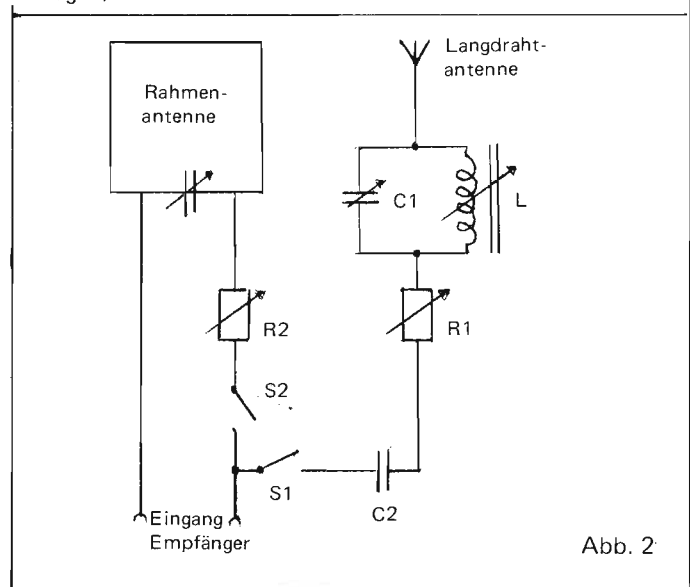 Rahmen-
antenne
Langdraht-
antenne
C1
L
R2
R1
S2
S1
C2
Eingang
Empfänger
Abb. 2